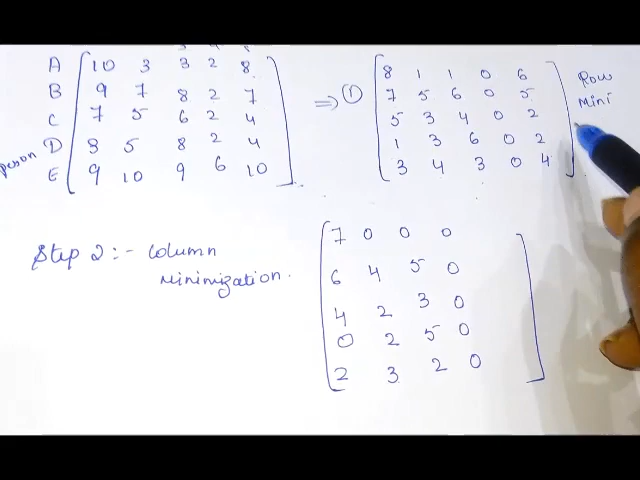 A 10 3 3 2 8
B 9 7 8 2 7
C 7 5 6 2 4
D 3 5 8 2 4
E 9 10 9 6 10
person
⇒ ①
8 1 1 0 6
7 5 6 0 5
5 3 4 0 2
1 3 6 0 2
3 4 3 0 4
Row
Mini
Step 2:- column
minimization.
7 0 0 0
6 4 5 0
4 2 3 0
0 2 5 0
2 3 2 0